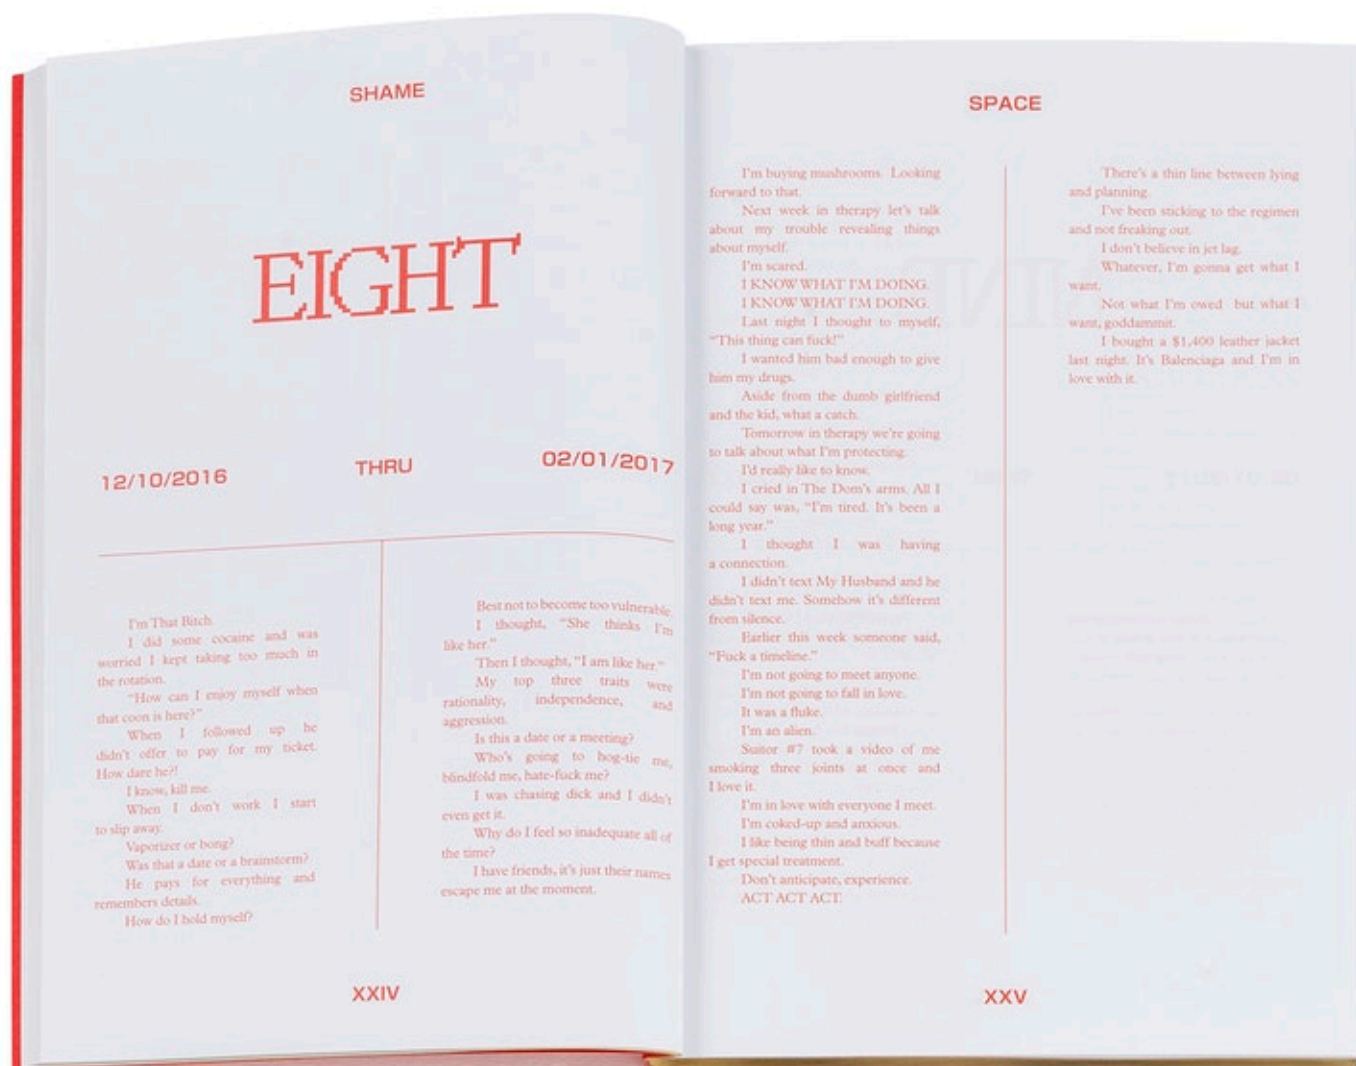 SHAME
EIGHT
12/10/2016 THRU 02/01/2017
I'm That Bitch.
I did some cocaine and was
worried I kept taking too much in
the rotation.
"How can I enjoy myself when
that coon is here?"
When I followed up he
didn't offer to pay for my ticket.
How dare he?!
I know, kill me.
When I don't work I start
to slip away.
Vaporizer or bong?
Was that a date or a brainstorm?
He pays for everything and
remembers details.
How do I hold myself?
Best not to become too vulnerable.
I thought, "She thinks I'm
like her."
Then I thought, "I am like her."
My top three traits were
rationality, independence, and
aggression.
Is this a date or a meeting?
Who's going to hog-tie me,
blindfold me, hate-fuck me?
I was chasing dick and I didn't
even get it.
Why do I feel so inadequate all of
the time?
I have friends, it's just their names
escape me at the moment.
XXIV
SPACE
I'm buying mushrooms. Looking
forward to that.
Next week in therapy let's talk
about my trouble revealing things
about myself.
I'm scared.
I KNOW WHAT I'M DOING.
I KNOW WHAT I'M DOING.
Last night I thought to myself,
"This thing can fuck!"
I wanted him bad enough to give
him my drugs.
Aside from the dumb girlfriend
and the kid, what a catch.
Tomorrow in therapy we're going
to talk about what I'm protecting.
I'd really like to know.
I cried in The Dom's arms. All I
could say was, "I'm tired. It's been a
long year."
I thought I was having
a connection.
I didn't text My Husband and he
didn't text me. Somehow it's different
from silence.
Earlier this week someone said,
"Fuck a timeline."
I'm not going to meet anyone.
I'm not going to fall in love.
It was a fluke.
I'm an alien.
Suitor #7 took a video of me
smoking three joints at once and
I love it.
I'm in love with everyone I meet.
I'm coked-up and anxious.
I like being thin and buff because
I get special treatment.
Don't anticipate, experience.
ACT ACT ACT.
There's a thin line between lying
and planning.
I've been sticking to the regimen
and not freaking out.
I don't believe in jet lag.
Whatever, I'm gonna get what I
want.
Not what I'm owed but what I
want, goddammit.
I bought a $1,400 leather jacket
last night. It's Balenciaga and I'm in
love with it.
XXV